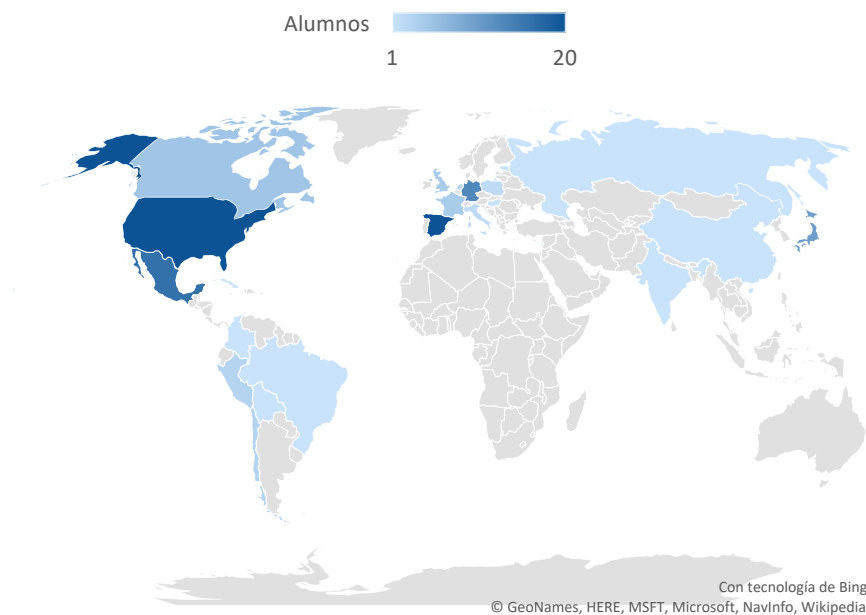 Alumnos
1 20
Con tecnología de Bing
© GeoNames, HERE, MSFT, Microsoft, NavInfo, Wikipedia